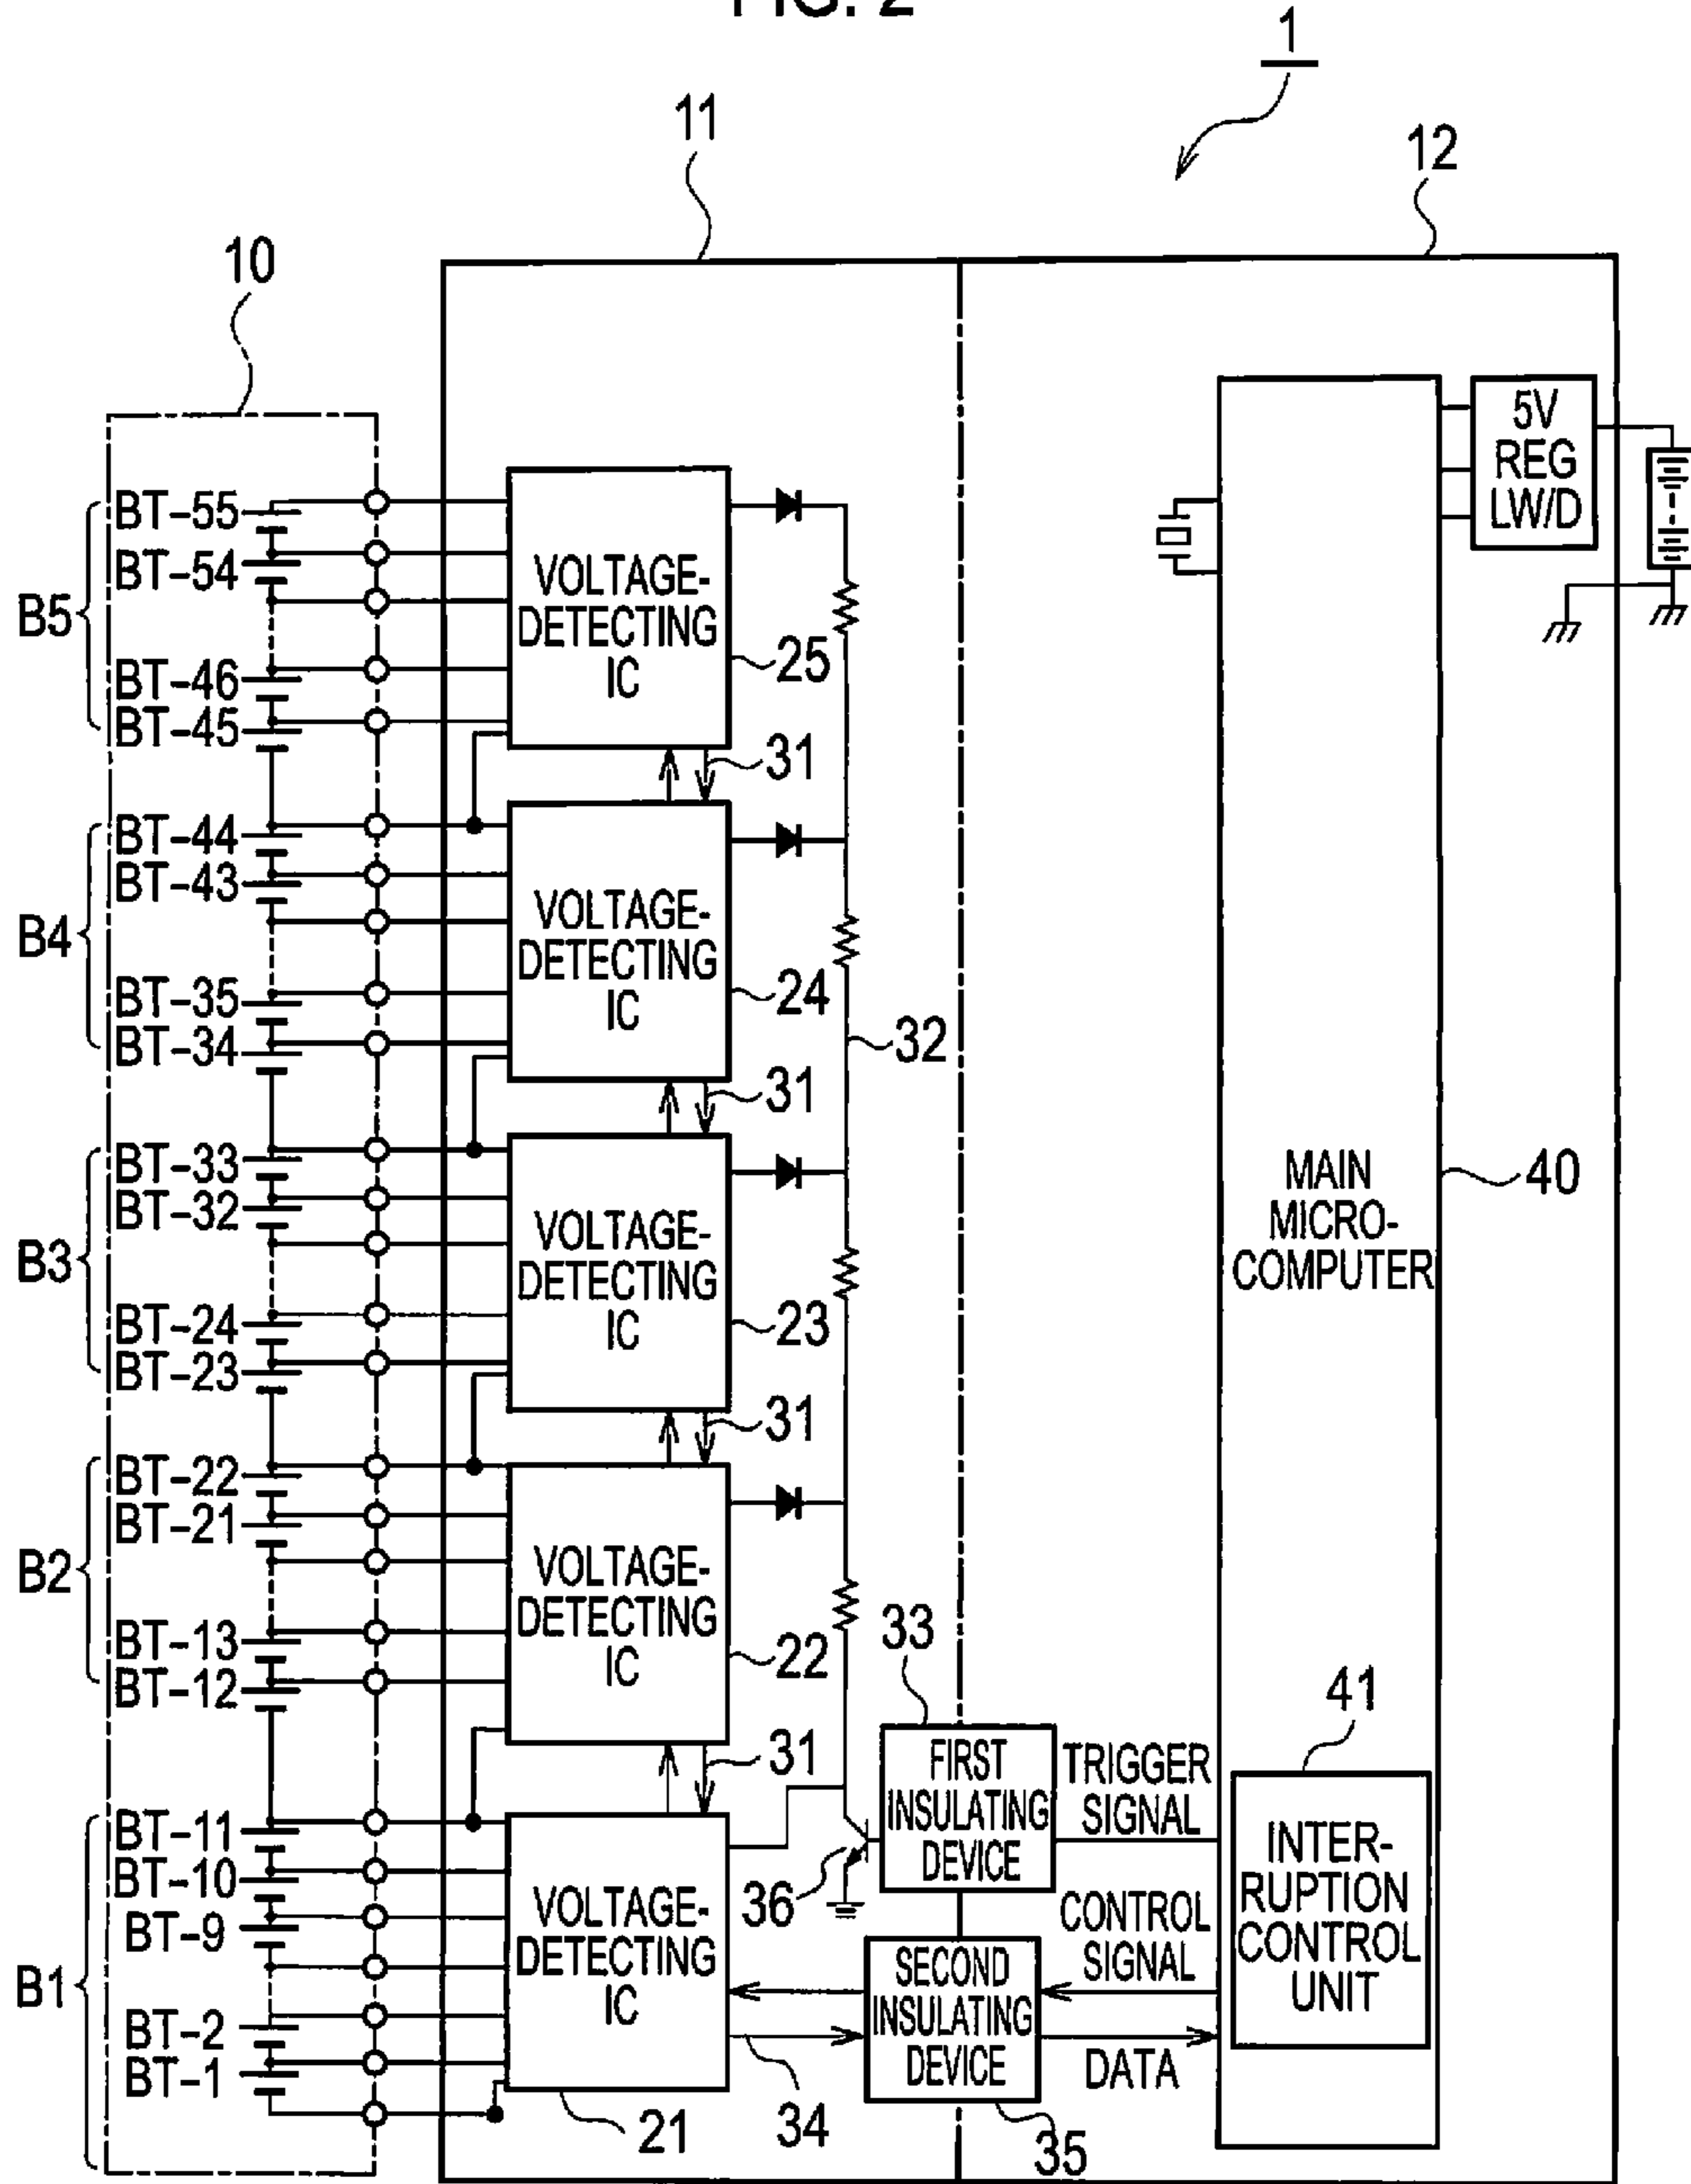 FIG. 2
1
11
12
10
5V
REG
LW/D
B5
BT-55
BT-54
BT-46
BT-45
VOLTAGE-
DETECTING
IC
25
31
B4
BT-44
BT-43
BT-35
BT-34
VOLTAGE-
DETECTING
IC
24
32
31
B3
BT-33
BT-32
BT-24
BT-23
VOLTAGE-
DETECTING
IC
23
31
MAIN
MICRO-
COMPUTER
40
B2
BT-22
BT-21
BT-13
BT-12
VOLTAGE-
DETECTING
IC
22
31
33
FIRST
INSULATING
DEVICE
TRIGGER
SIGNAL
41
INTER-
RUPTION
CONTROL
UNIT
B1
BT-11
BT-10
BT-9
BT-2
BT-1
VOLTAGE-
DETECTING
IC
36
CONTROL
SIGNAL
SECOND
INSULATING
DEVICE
DATA
21
34
35